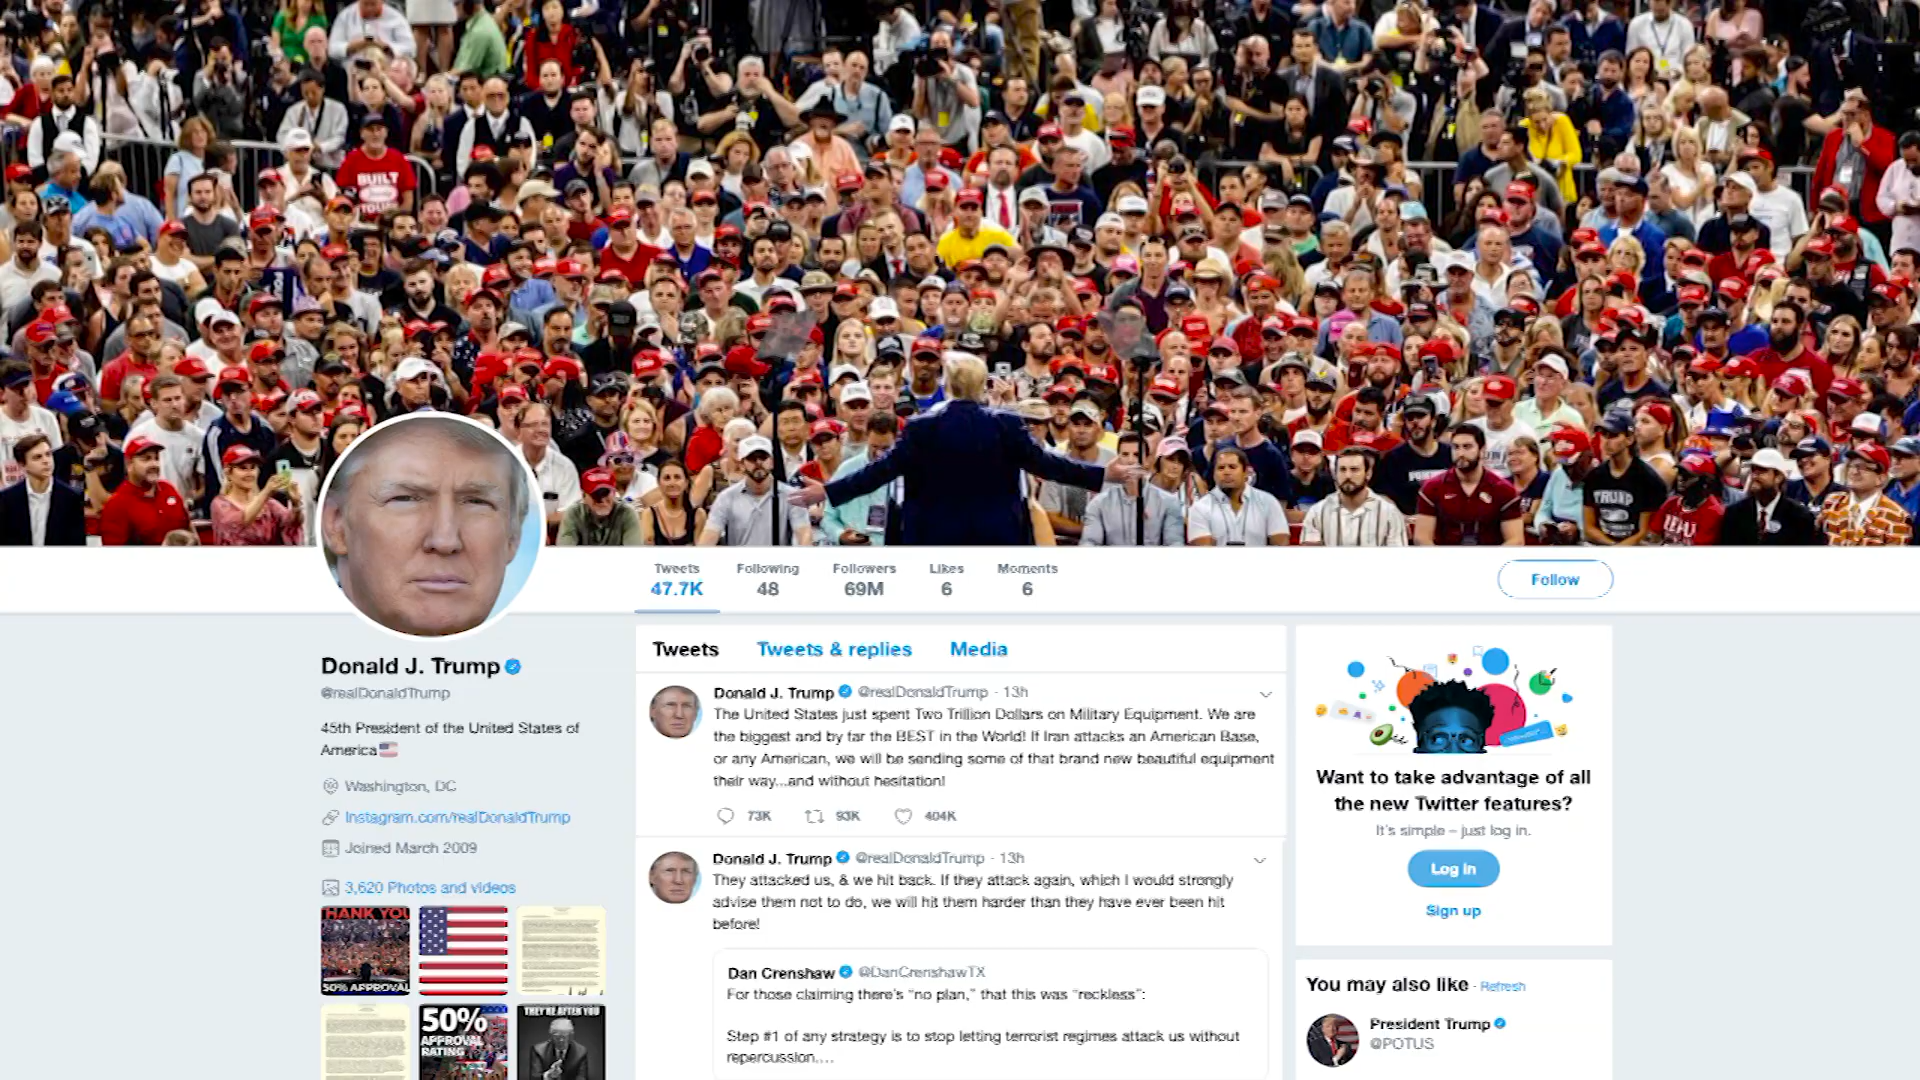 BUILT
TRUMP
Tweets
47.7K
Following
48
Followers
69M
Likes
6
Moments
6
Follow
Donald J. Trump
@realDonaldTrump
45th President of the United States of
America
Washington, DC
Instagram.com/realDonaldTrump
Joined March 2009
3,620 Photos and videos
THANK YOU
50% APPROVAL
50%
APPROVAL
RATING
THEY'RE AFTER YOU
Tweets Tweets & replies Media
Donald J. Trump @realDonaldTrump · 13h
The United States just spent Two Trillion Dollars on Military Equipment. We are
the biggest and by far the BEST in the World! If Iran attacks an American Base,
or any American, we will be sending some of that brand new beautiful equipment
their way...and without hesitation!
73K 93K 404K
Donald J. Trump @realDonaldTrump · 13h
They attacked us, & we hit back. If they attack again, which I would strongly
advise them not to do, we will hit them harder than they have ever been hit
before!
Dan Crenshaw @DanCrenshawTX
For those claiming there's "no plan," that this was "reckless":
Step #1 of any strategy is to stop letting terrorist regimes attack us without
repercussion....
Want to take advantage of all
the new Twitter features?
It's simple – just log in.
Log in
Sign up
You may also like · Refresh
President Trump
@POTUS